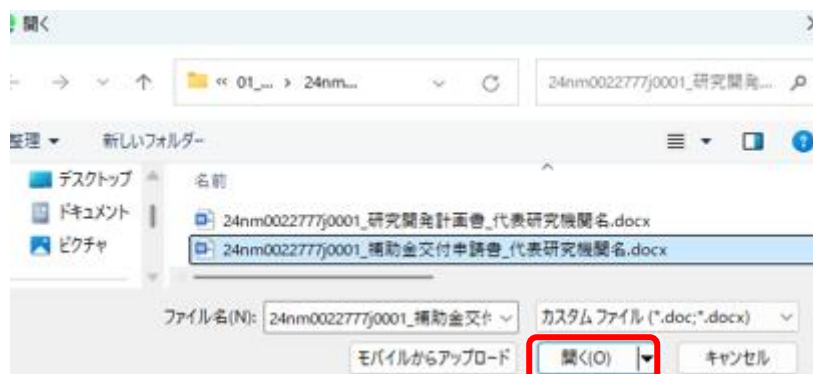 開く
« 01_... › 24nm...
24nm0022777j0001_研究開発...
整理 新しいフォルダー
デスクトップ
ドキュメント
ピクチャ
名前
24nm0022777j0001_研究開発計画書_代表研究機関名.docx
24nm0022777j0001_補助金交付申請書_代表研究機関名.docx
ファイル名(N): 24nm0022777j0001_補助金交付 カスタム ファイル (*.doc;*.docx)
モバイルからアップロード 開く(O) キャンセル